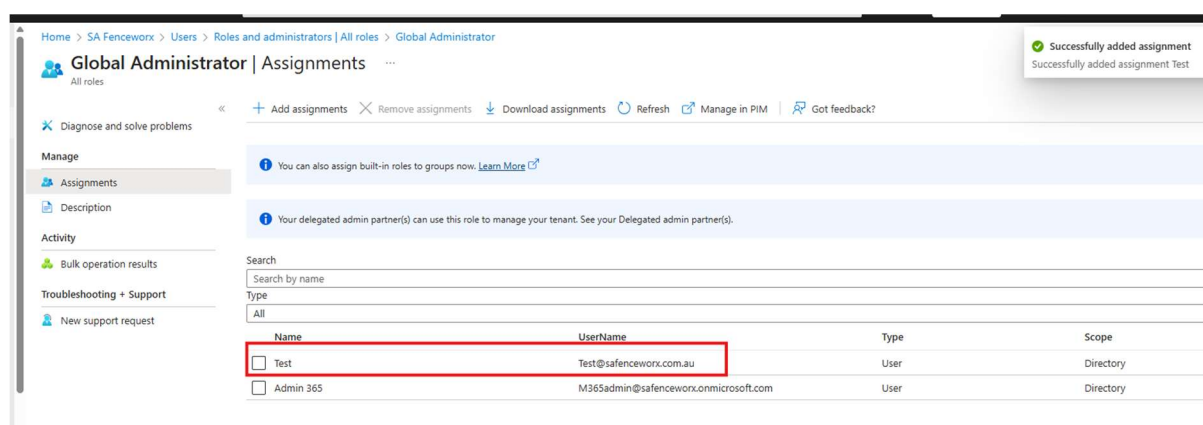 Home > SA Fenceworx > Users > Roles and administrators | All roles > Global Administrator
Global Administrator | Assignments ...
All roles
Successfully added assignment
Successfully added assignment Test
«
+ Add assignments Remove assignments Download assignments Refresh Manage in PIM Got feedback?
Diagnose and solve problems
Manage
Assignments
Description
Activity
Bulk operation results
Troubleshooting + Support
New support request
You can also assign built-in roles to groups now. Learn More
Your delegated admin partner(s) can use this role to manage your tenant. See your Delegated admin partner(s).
Search
Search by name
Type
All
Name UserName Type Scope
Test Test@safenceworx.com.au User Directory
Admin 365 M365admin@safenceworx.onmicrosoft.com User Directory